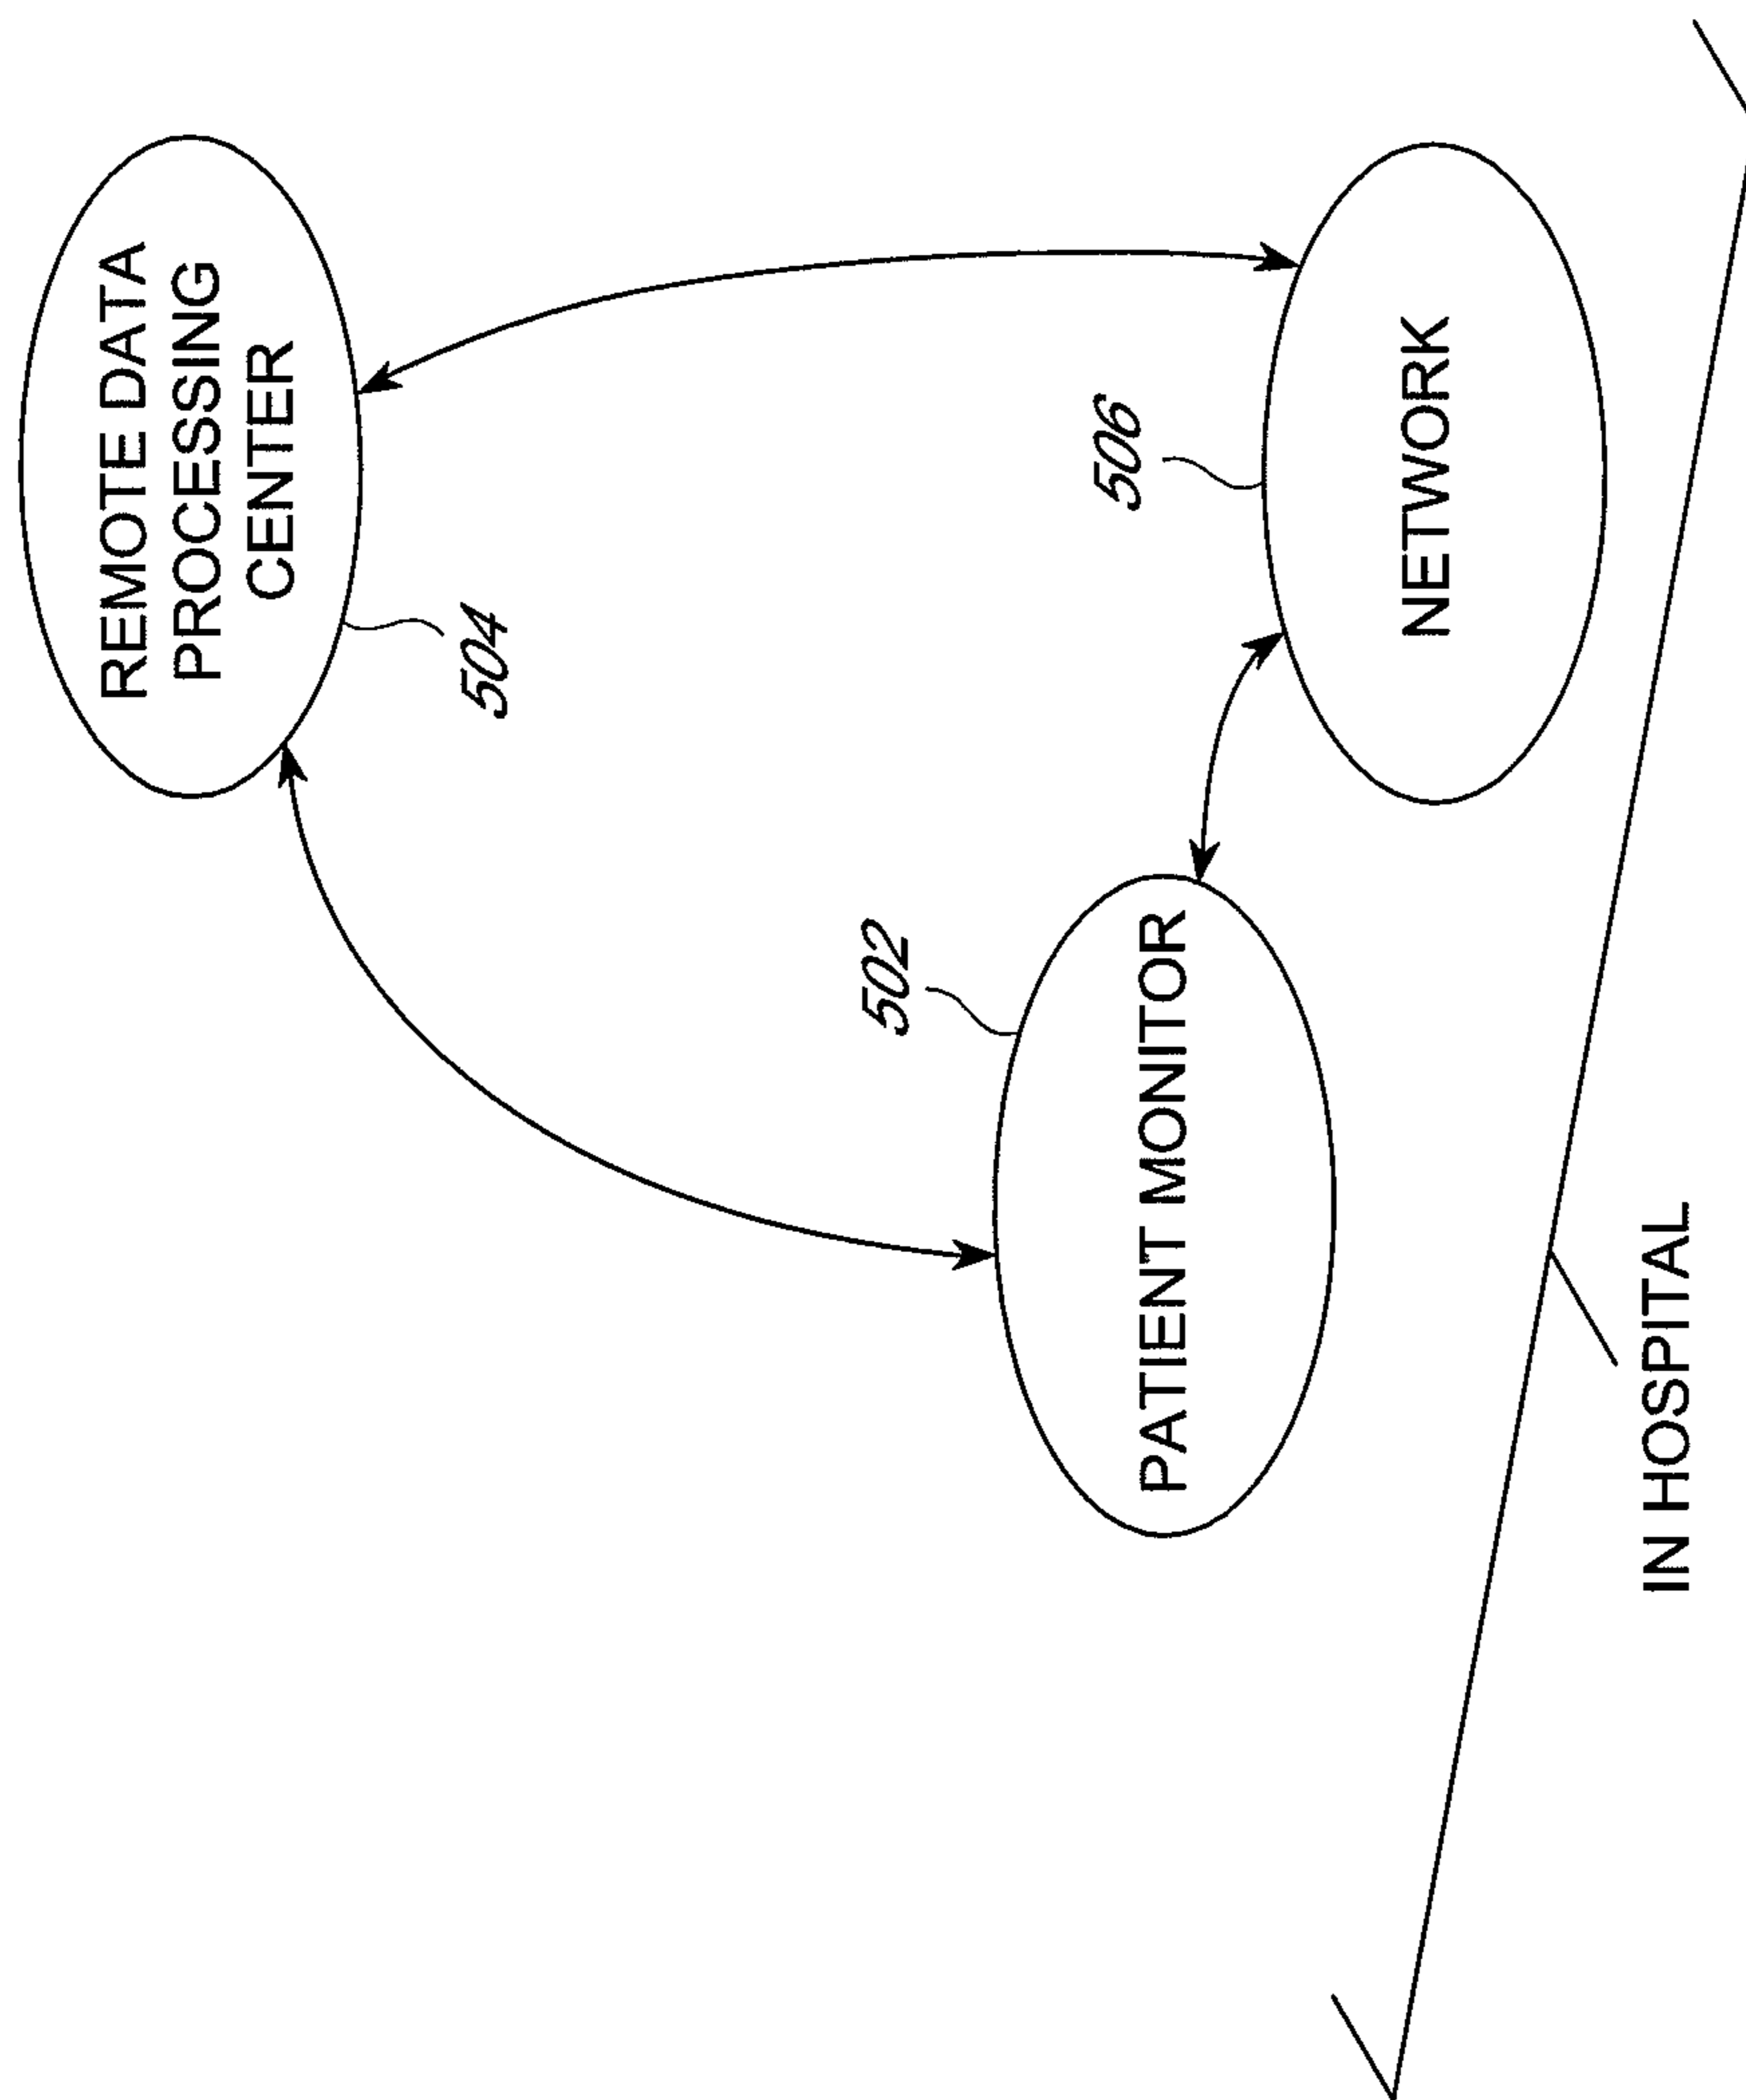 REMOTE DATA
PROCESSING
CENTER
504
502
PATIENT MONITOR
506
NETWORK
IN HOSPITAL